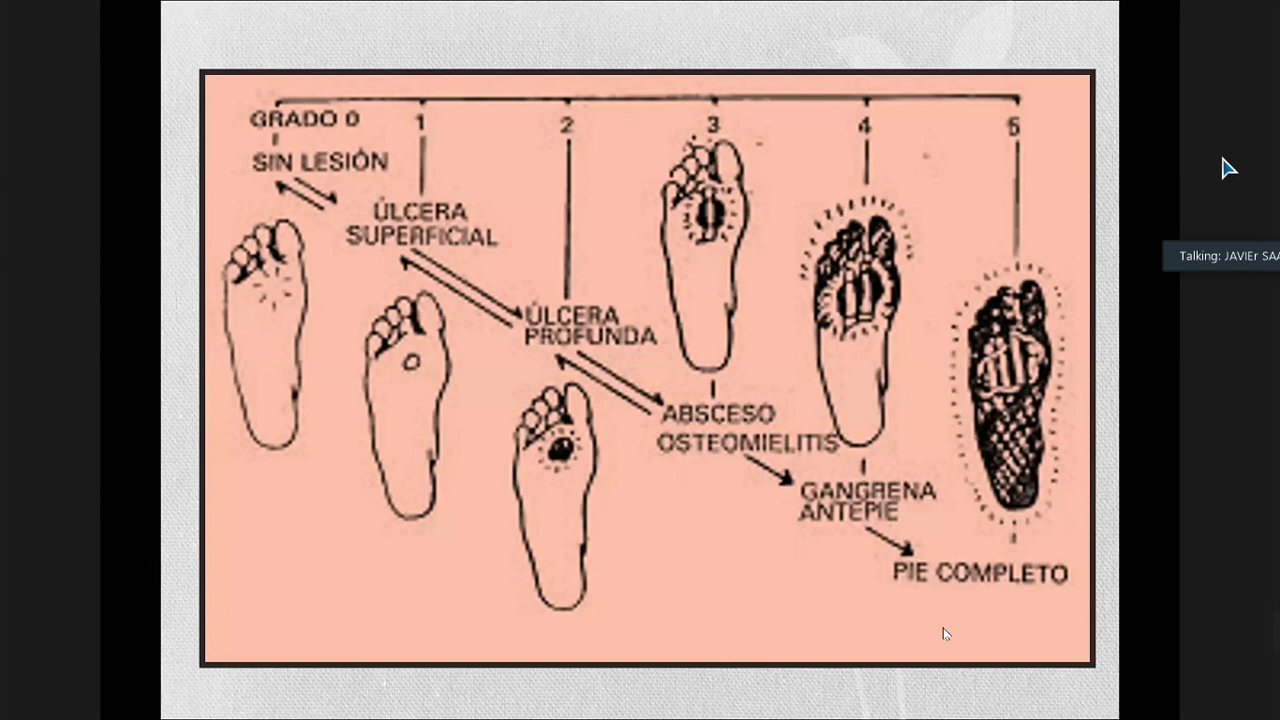 GRADO 0
1
2
3
4
5
SIN LESIÓN
ÚLCERA
SUPERFICIAL
ÚLCERA
PROFUNDA
ABSCESO
OSTEOMIELITIS
GANGRENA
ANTEPIE
PIE COMPLETO
Talking: JAVIEr